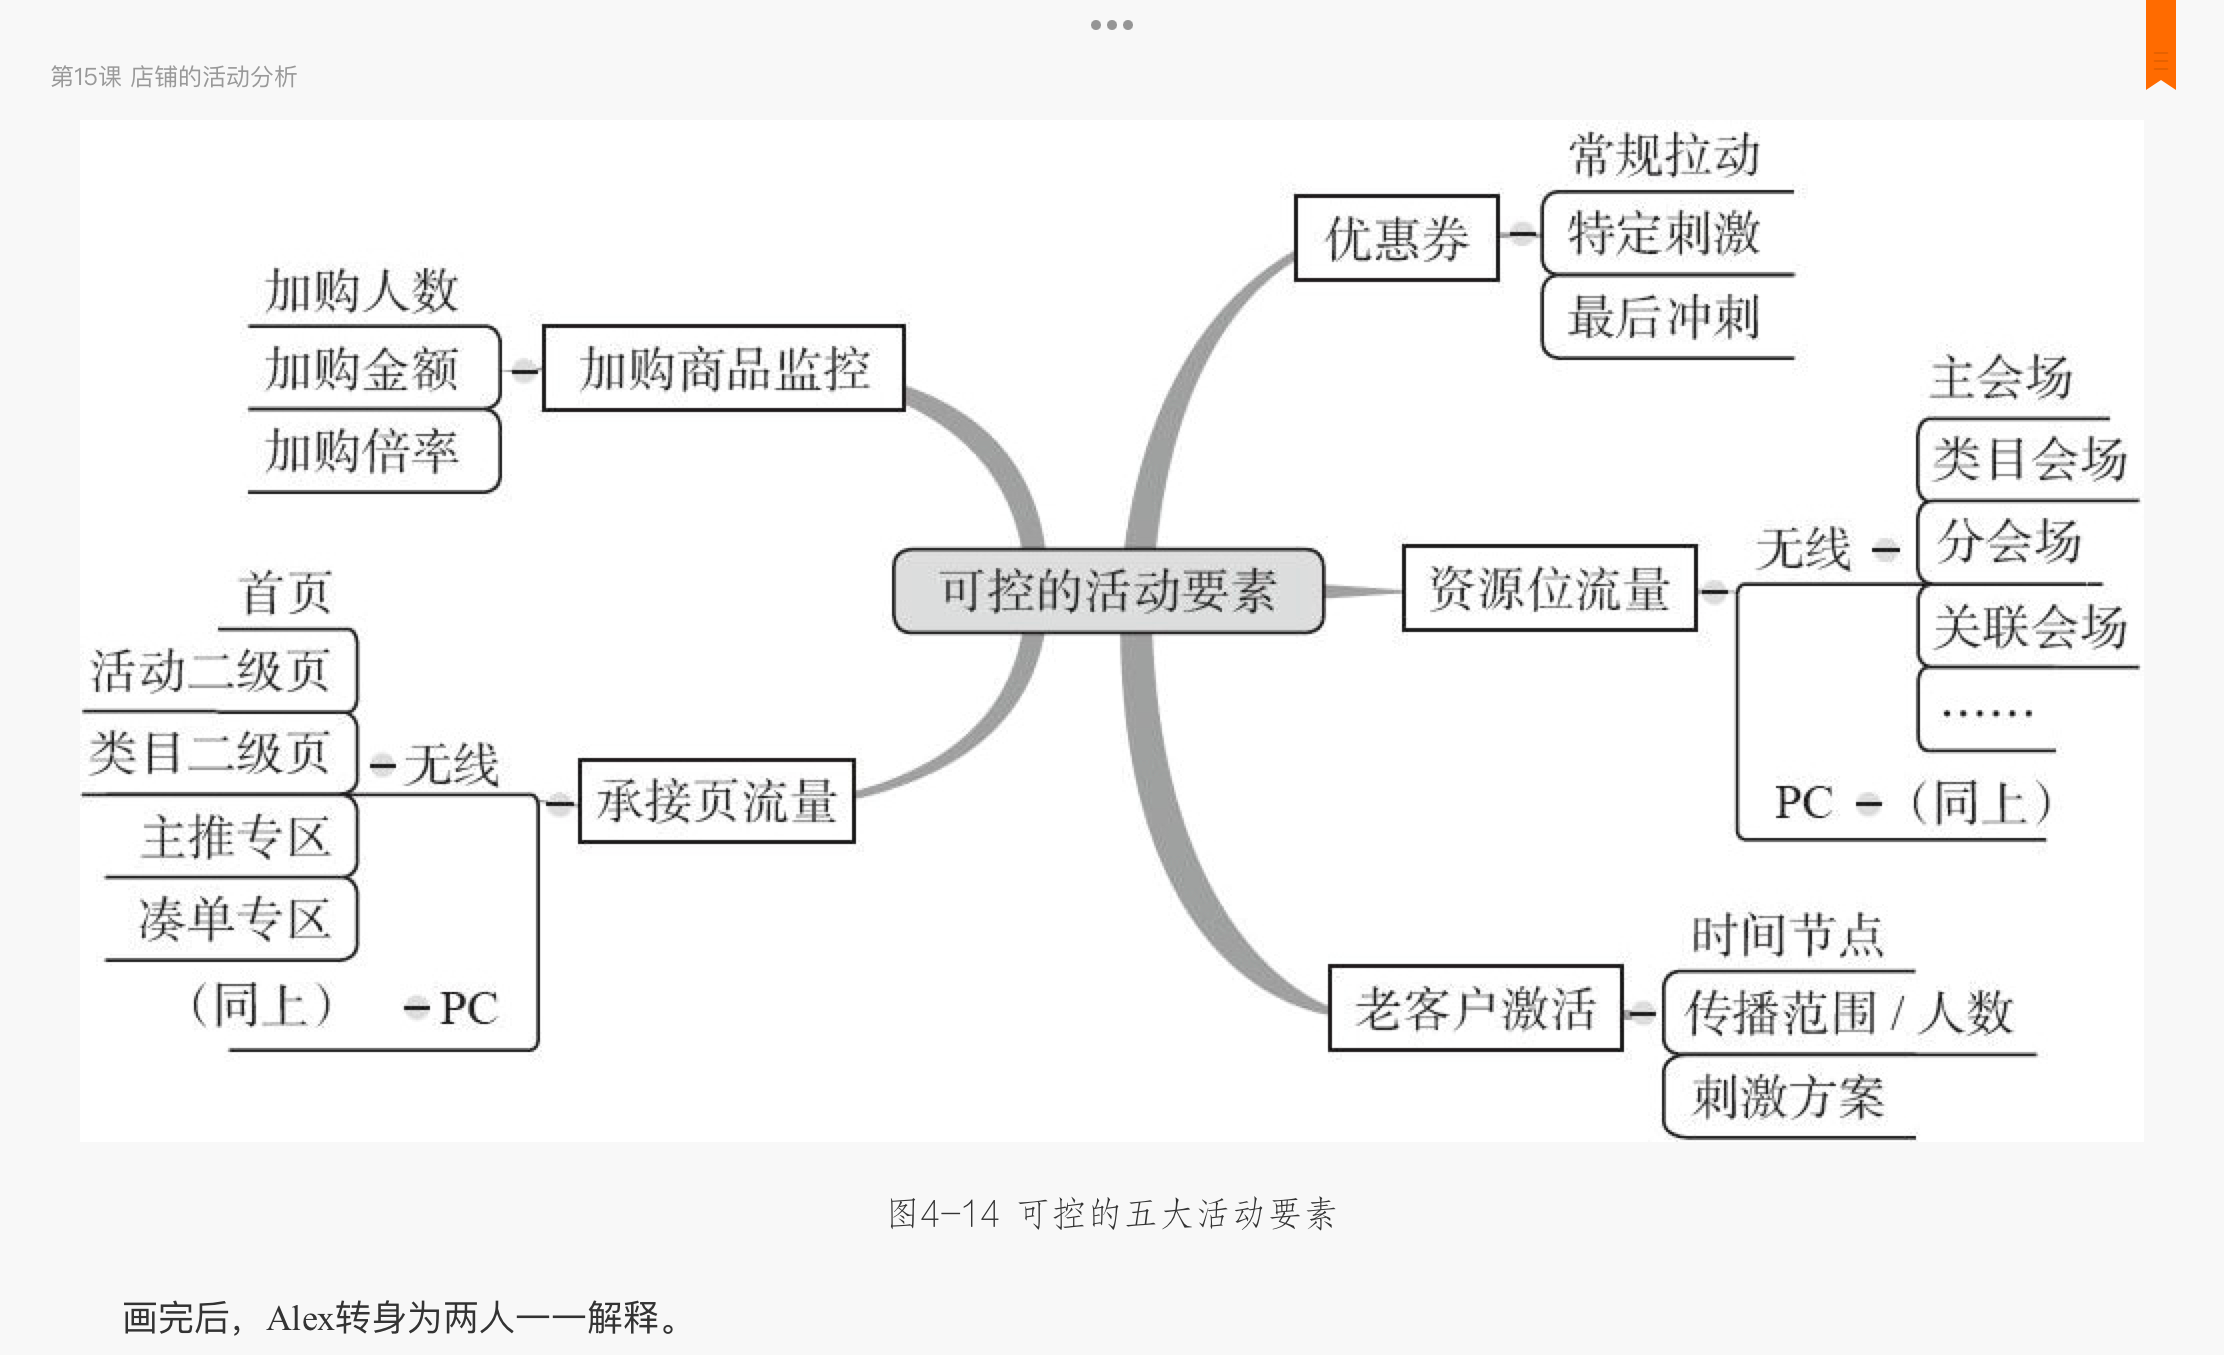 第15课 店铺的活动分析
可控的活动要素
优惠券
常规拉动
特定刺激
最后冲刺
资源位流量
无线
主会场
类目会场
分会场
关联会场
……
PC
（同上）
老客户激活
时间节点
传播范围 / 人数
刺激方案
加购商品监控
加购人数
加购金额
加购倍率
承接页流量
无线
首页
活动二级页
类目二级页
主推专区
凑单专区
PC
（同上）
图4-14 可控的五大活动要素
画完后，Alex转身为两人一一解释。